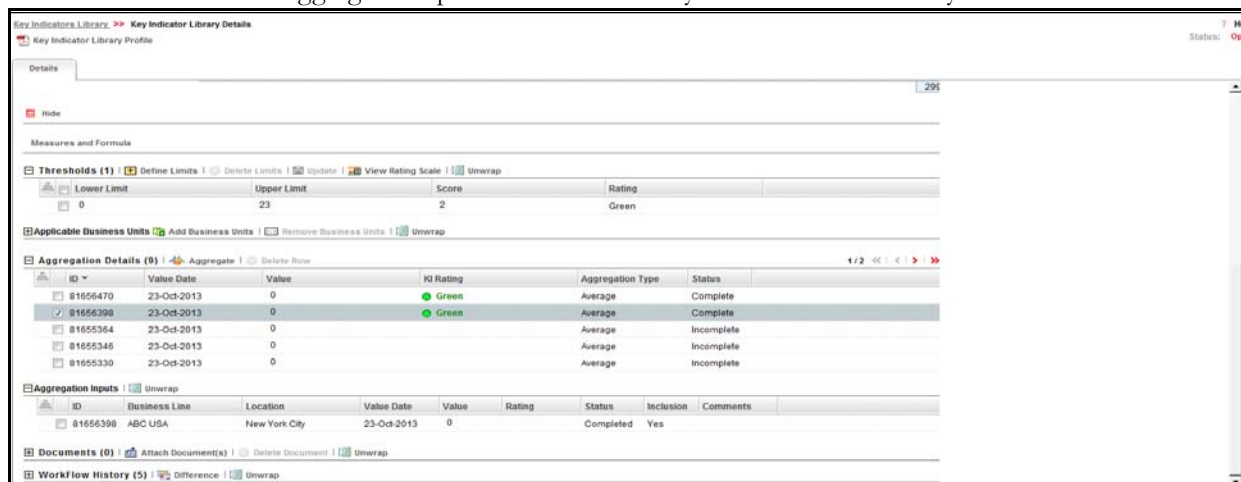 Key Indicators Library >> Key Indicator Library Details
Key Indicator Library Profile
Status: Op
Details
299
Hide
Measures and Formula
Thresholds (1) | Define Limits | Delete Limits | Update | View Rating Scale | Unwrap
Lower Limit Upper Limit Score Rating
0 23 2 Green
Applicable Business Units Add Business Units | Remove Business Units | Unwrap
Aggregation Details (9) | Aggregate | Delete Row 1 / 2
ID Value Date Value KI Rating Aggregation Type Status
81656470 23-Oct-2013 0 Green Average Complete
81656398 23-Oct-2013 0 Green Average Complete
81655364 23-Oct-2013 0 Average Incomplete
81655346 23-Oct-2013 0 Average Incomplete
81655330 23-Oct-2013 0 Average Incomplete
Aggregation Inputs | Unwrap
ID Business Line Location Value Date Value Rating Status Inclusion Comments
81656398 ABC USA New York City 23-Oct-2013 0 Completed Yes
Documents (0) | Attach Document(s) | Delete Document | Unwrap
Workflow History (5) | Difference | Unwrap